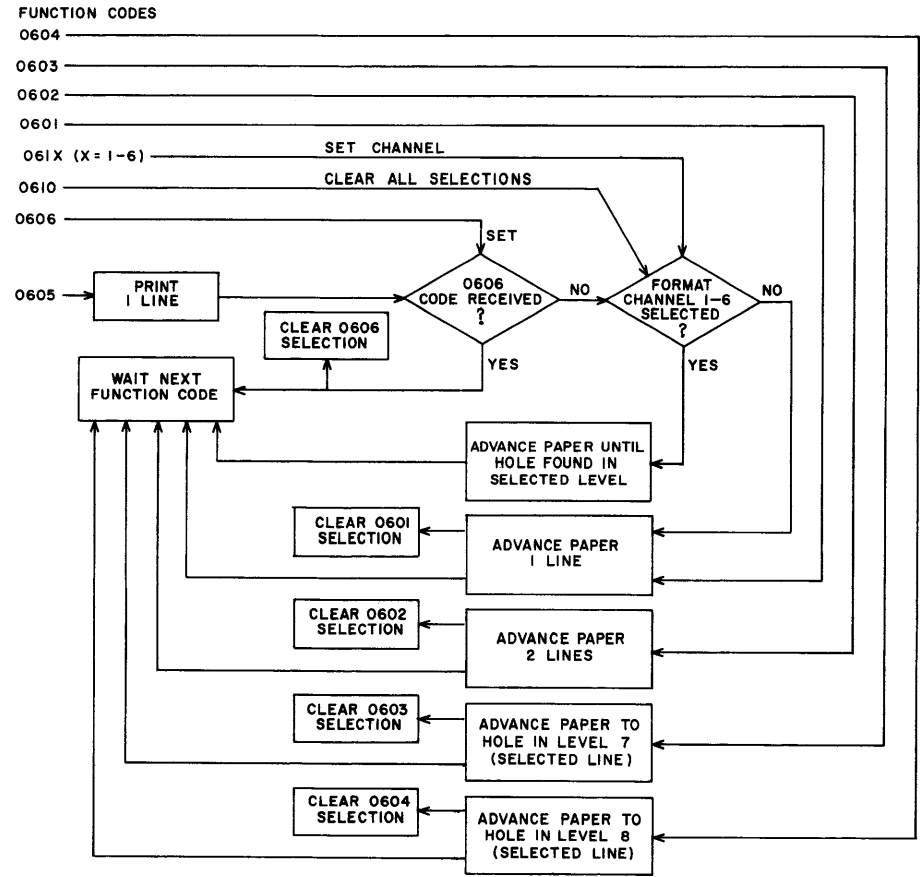 FUNCTION CODES
0604
0603
0602
0601
061X (X = 1-6)
SET CHANNEL
0610
CLEAR ALL SELECTIONS
0606
SET
0605
PRINT
1 LINE
0606
CODE RECEIVED
?
NO
YES
FORMAT
CHANNEL 1-6
SELECTED
?
NO
YES
CLEAR 0606
SELECTION
WAIT NEXT
FUNCTION CODE
ADVANCE PAPER UNTIL
HOLE FOUND IN
SELECTED LEVEL
CLEAR 0601
SELECTION
ADVANCE PAPER
1 LINE
CLEAR 0602
SELECTION
ADVANCE PAPER
2 LINES
CLEAR 0603
SELECTION
ADVANCE PAPER TO
HOLE IN LEVEL 7
(SELECTED LINE)
CLEAR 0604
SELECTION
ADVANCE PAPER TO
HOLE IN LEVEL 8
(SELECTED LINE)